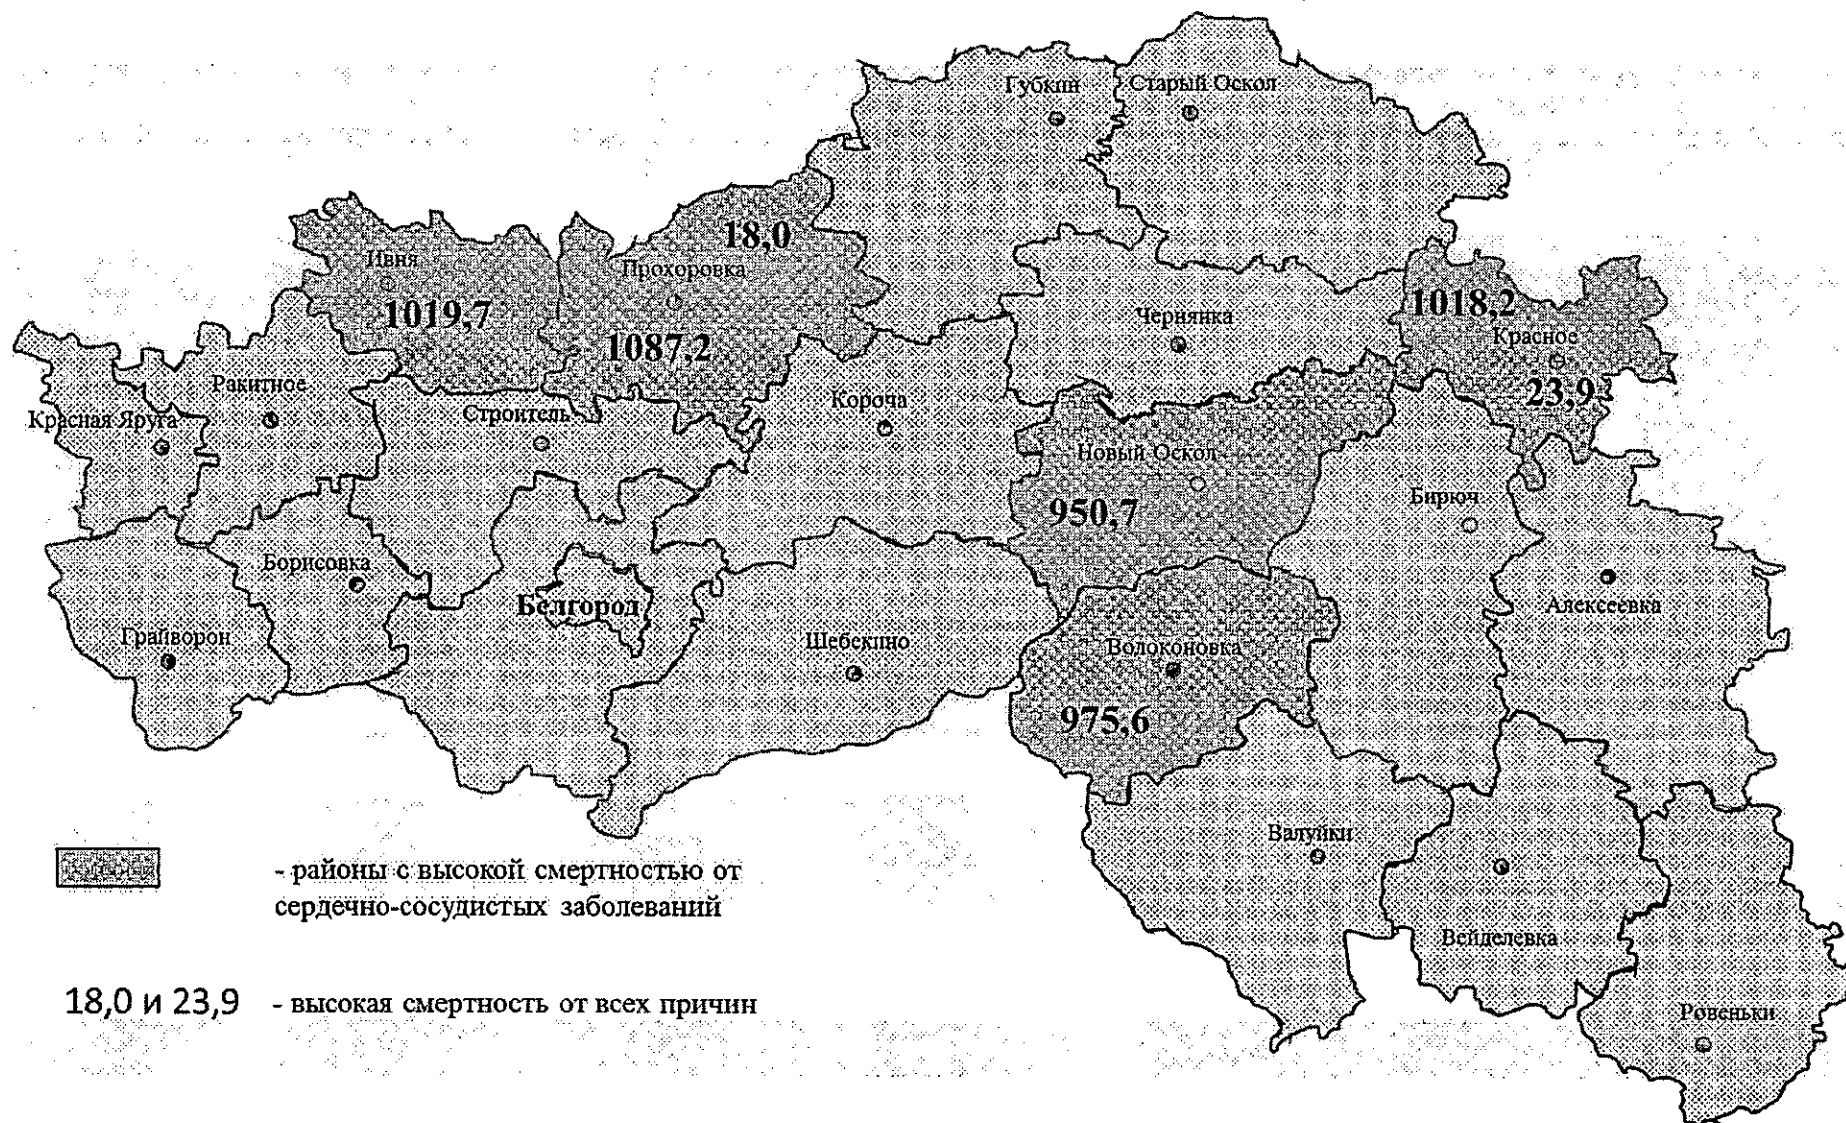 Губкин
Старый Оскол
18,0
Ивня
Прохоровка
1019,7
1087,2
1018,2
Красное
23,9
Чернянка
Ракитное
Красная Яруга
Строитель
Короча
Новый Оскол
950,7
Бирюч
Борисовка
Белгород
Алексеевка
Грайворон
Шебекино
Волоконовка
975,6
Валуйки
Вейделевка
Ровеньки
- районы с высокой смертностью от
сердечно-сосудистых заболеваний
18,0 и 23,9 - высокая смертность от всех причин